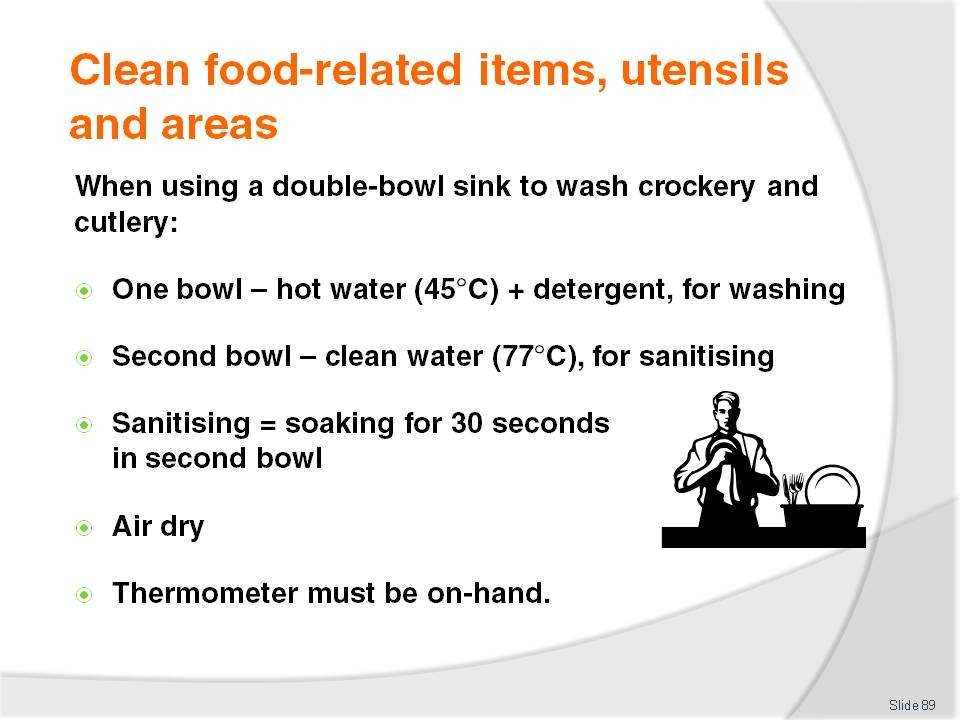 Clean food-related items, utensils
and areas
When using a double-bowl sink to wash crockery and
cutlery:
One bowl – hot water (45°C) + detergent, for washing
Second bowl – clean water (77°C), for sanitising
Sanitising = soaking for 30 seconds
in second bowl
Air dry
Thermometer must be on-hand.
Slide 89